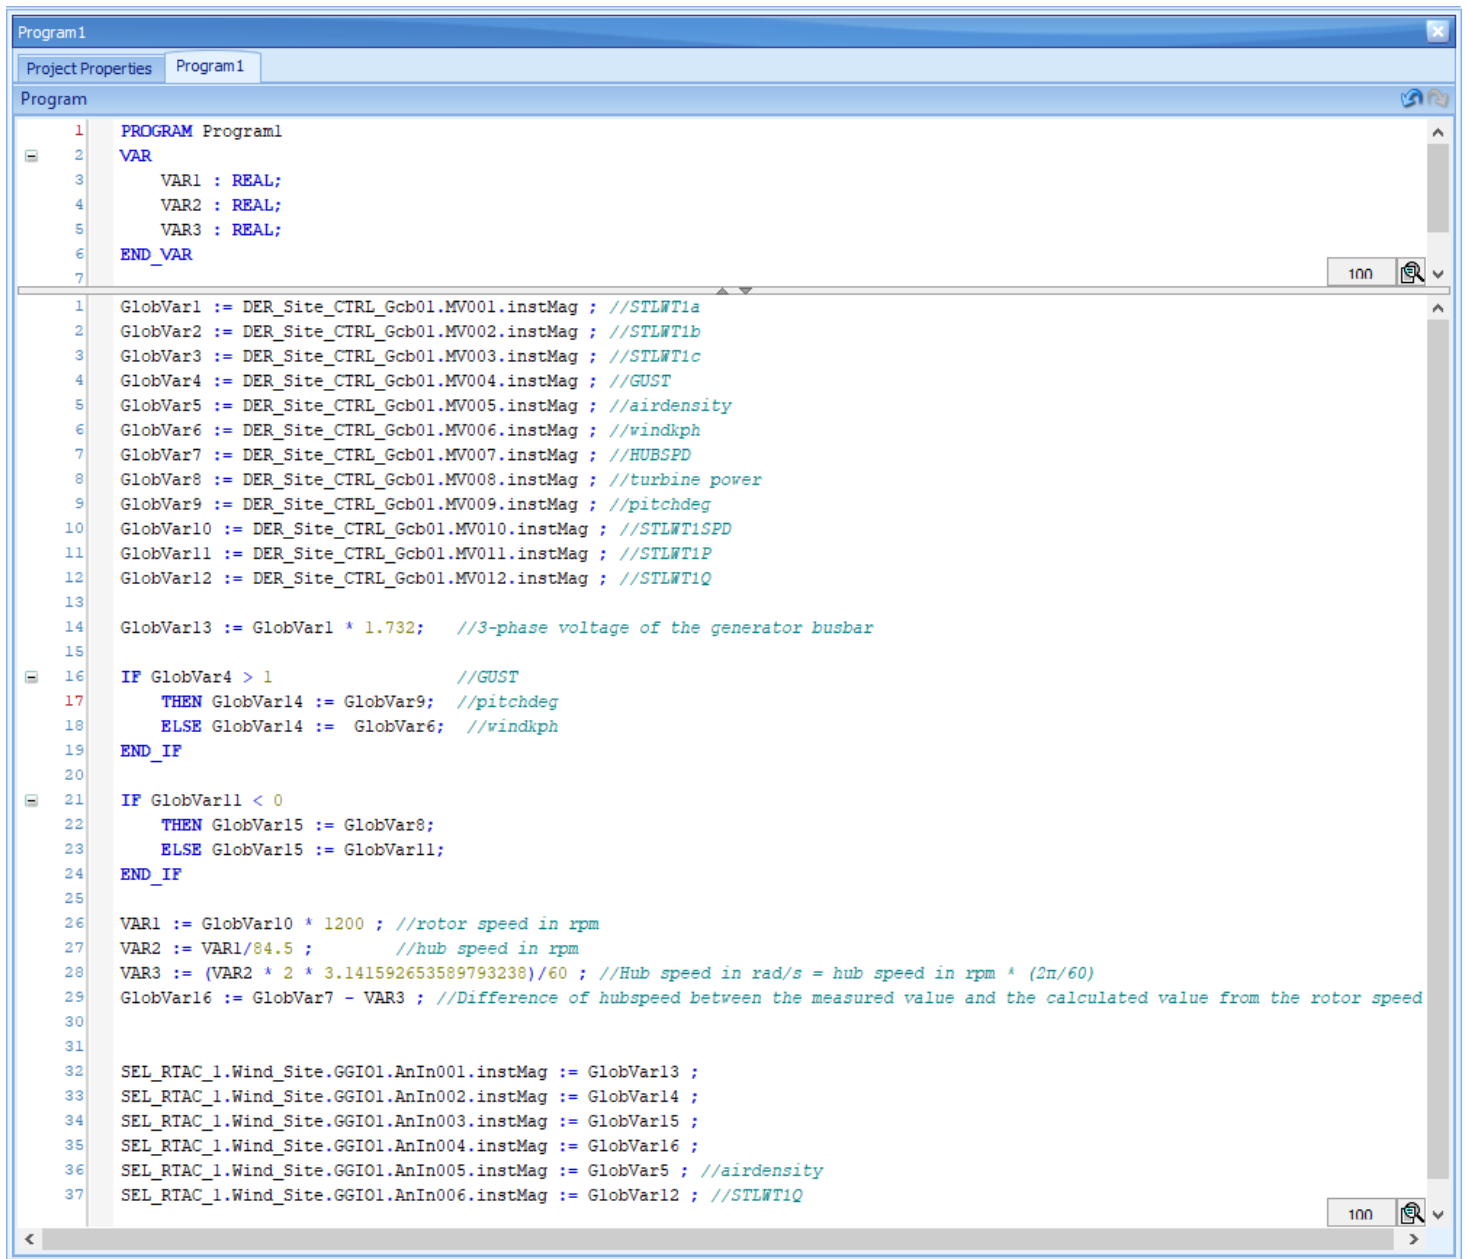 Program1
Project Properties Program1
Program
1 PROGRAM Program1
2 VAR
3 VAR1 : REAL;
4 VAR2 : REAL;
5 VAR3 : REAL;
6 END_VAR
7
100
1 GlobVar1 := DER_Site_CTRL_Gcb01.MV001.instMag ; //STLWT1a
2 GlobVar2 := DER_Site_CTRL_Gcb01.MV002.instMag ; //STLWT1b
3 GlobVar3 := DER_Site_CTRL_Gcb01.MV003.instMag ; //STLWT1c
4 GlobVar4 := DER_Site_CTRL_Gcb01.MV004.instMag ; //GUST
5 GlobVar5 := DER_Site_CTRL_Gcb01.MV005.instMag ; //airdensity
6 GlobVar6 := DER_Site_CTRL_Gcb01.MV006.instMag ; //windkph
7 GlobVar7 := DER_Site_CTRL_Gcb01.MV007.instMag ; //HUBSPD
8 GlobVar8 := DER_Site_CTRL_Gcb01.MV008.instMag ; //turbine power
9 GlobVar9 := DER_Site_CTRL_Gcb01.MV009.instMag ; //pitchdeg
10 GlobVar10 := DER_Site_CTRL_Gcb01.MV010.instMag ; //STLWT1SPD
11 GlobVar11 := DER_Site_CTRL_Gcb01.MV011.instMag ; //STLWT1P
12 GlobVar12 := DER_Site_CTRL_Gcb01.MV012.instMag ; //STLWT1Q
13
14 GlobVar13 := GlobVar1 * 1.732; //3-phase voltage of the generator busbar
15
16 IF GlobVar4 > 1 //GUST
17 THEN GlobVar14 := GlobVar9; //pitchdeg
18 ELSE GlobVar14 := GlobVar6; //windkph
19 END_IF
20
21 IF GlobVar11 < 0
22 THEN GlobVar15 := GlobVar8;
23 ELSE GlobVar15 := GlobVar11;
24 END_IF
25
26 VAR1 := GlobVar10 * 1200 ; //rotor speed in rpm
27 VAR2 := VAR1/84.5 ; //hub speed in rpm
28 VAR3 := (VAR2 * 2 * 3.141592653589793238)/60 ; //Hub speed in rad/s = hub speed in rpm * (2π/60)
29 GlobVar16 := GlobVar7 - VAR3 ; //Difference of hubspeed between the measured value and the calculated value from the rotor speed
30
31
32 SEL_RTAC_1.Wind_Site.GGIO1.AnIn001.instMag := GlobVar13 ;
33 SEL_RTAC_1.Wind_Site.GGIO1.AnIn002.instMag := GlobVar14 ;
34 SEL_RTAC_1.Wind_Site.GGIO1.AnIn003.instMag := GlobVar15 ;
35 SEL_RTAC_1.Wind_Site.GGIO1.AnIn004.instMag := GlobVar16 ;
36 SEL_RTAC_1.Wind_Site.GGIO1.AnIn005.instMag := GlobVar5 ; //airdensity
37 SEL_RTAC_1.Wind_Site.GGIO1.AnIn006.instMag := GlobVar12 ; //STLWT1Q
100